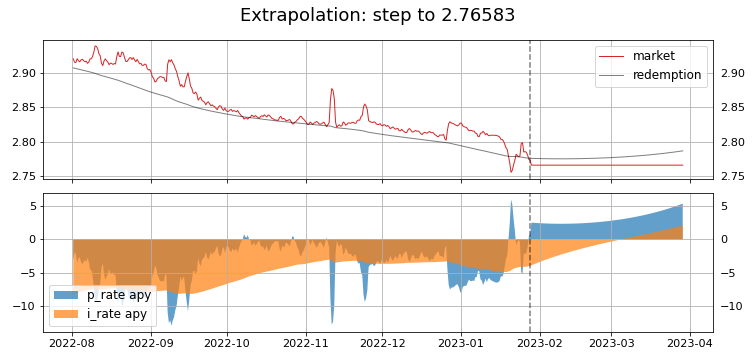 Extrapolation: step to 2.76583
2.90 2.90
2.85 2.85
2.80 2.80
2.75 2.75
market
redemption
5 5
0 0
−5 −5
−10 −10
p_rate apy
i_rate apy
2022-08 2022-09 2022-10 2022-11 2022-12 2023-01 2023-02 2023-03 2023-04